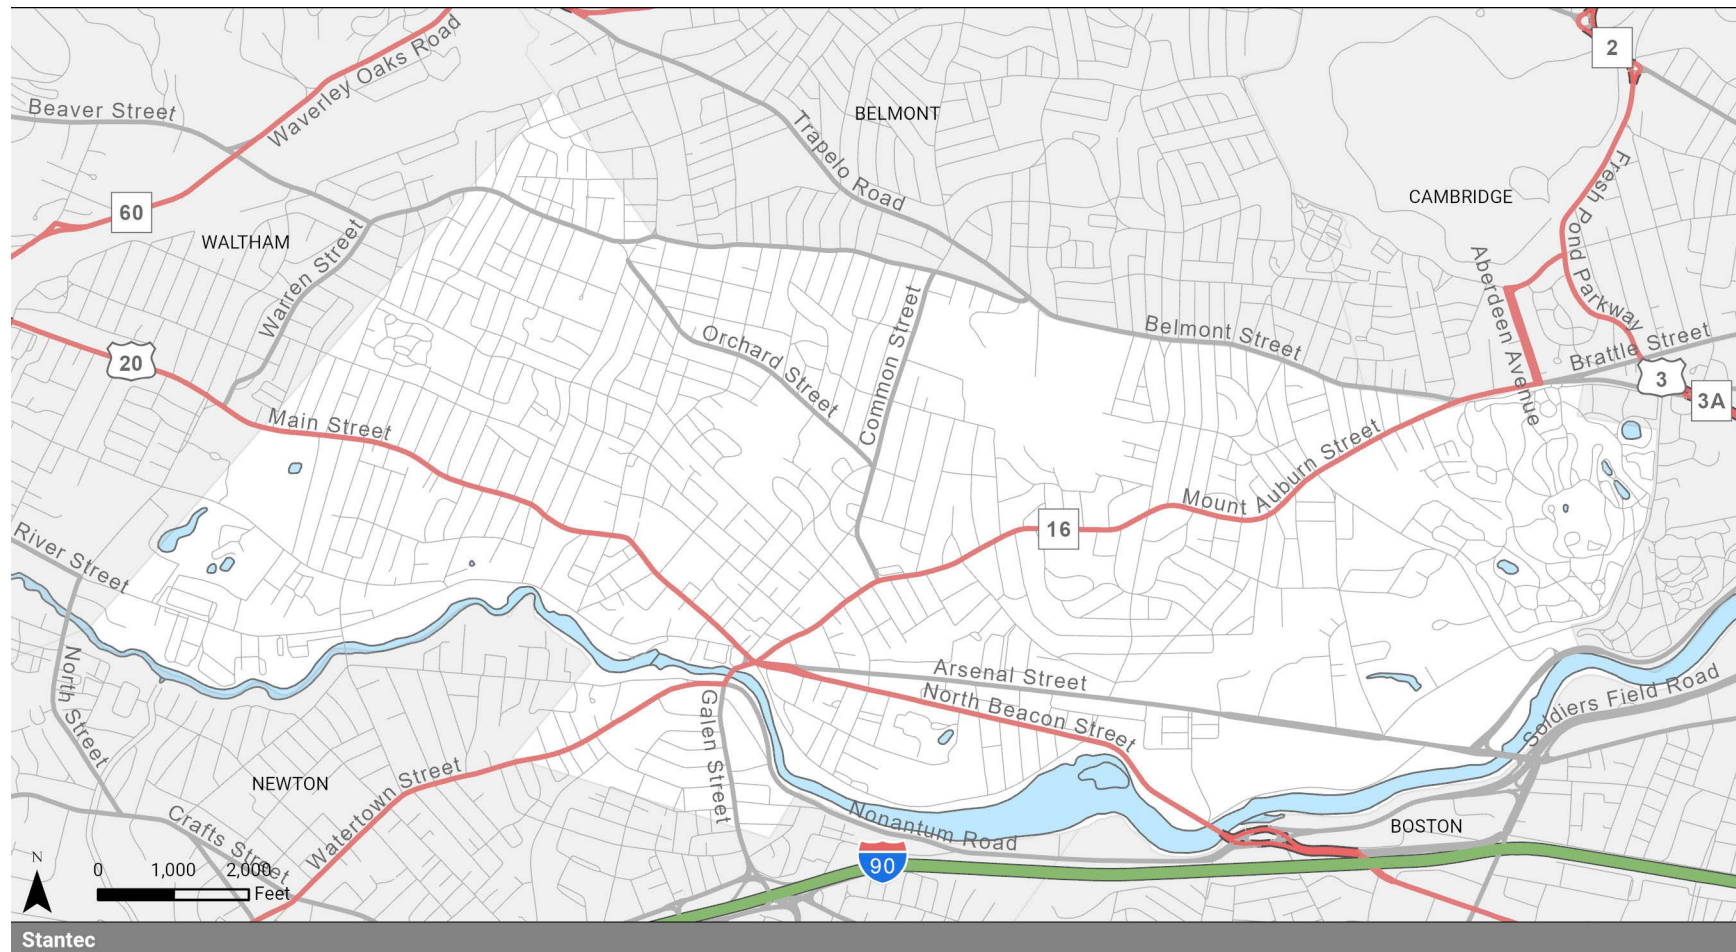 2
Beaver Street
Waverley Oaks Road
BELMONT
Trapelo Road
Fresh Pond Parkway
CAMBRIDGE
60
WALTHAM
Warren Street
Aberdeen Avenue
20
Orchard Street
Common Street
Belmont Street
Brattle Street
3
3A
Main Street
Mount Auburn Street
16
River Street
North Street
Arsenal Street
North Beacon Street
Galen Street
Soldiers Field Road
NEWTON
Watertown Street
Crafts Street
Nonantum Road
BOSTON
90
N
0 1,000 2,000
Feet
Stantec